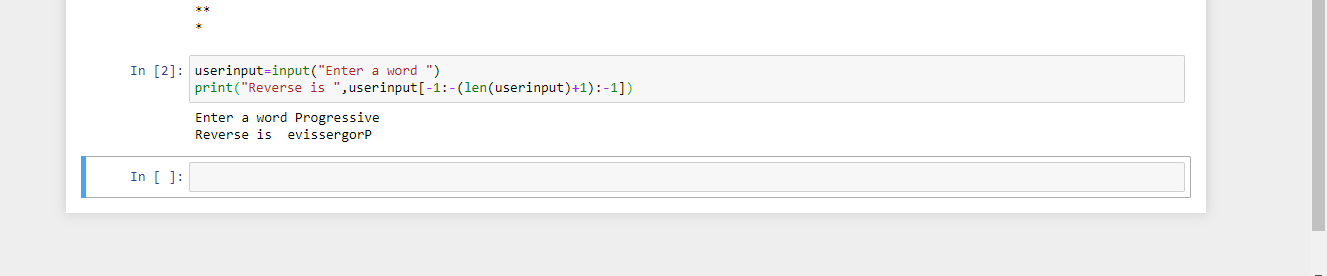 **
*
In [2]: userinput=input("Enter a word ")
print("Reverse is ",userinput[-1:-(len(userinput)+1):-1])
Enter a word Progressive
Reverse is  evissergorP
In [ ]: